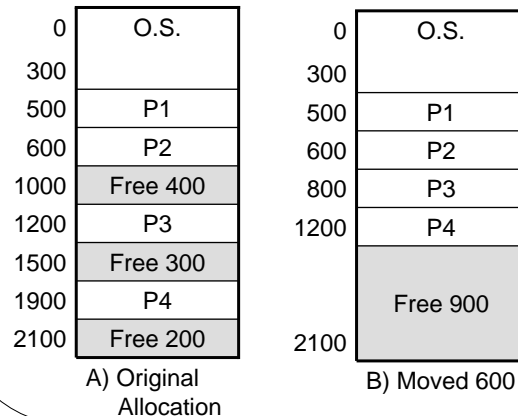 0 O.S.
300
500 P1
600 P2
1000 Free 400
1200 P3
1500 Free 300
1900 P4
2100 Free 200
A) Original
Allocation
0 O.S.
300
500 P1
600 P2
800 P3
1200 P4
Free 900
2100
B) Moved 600